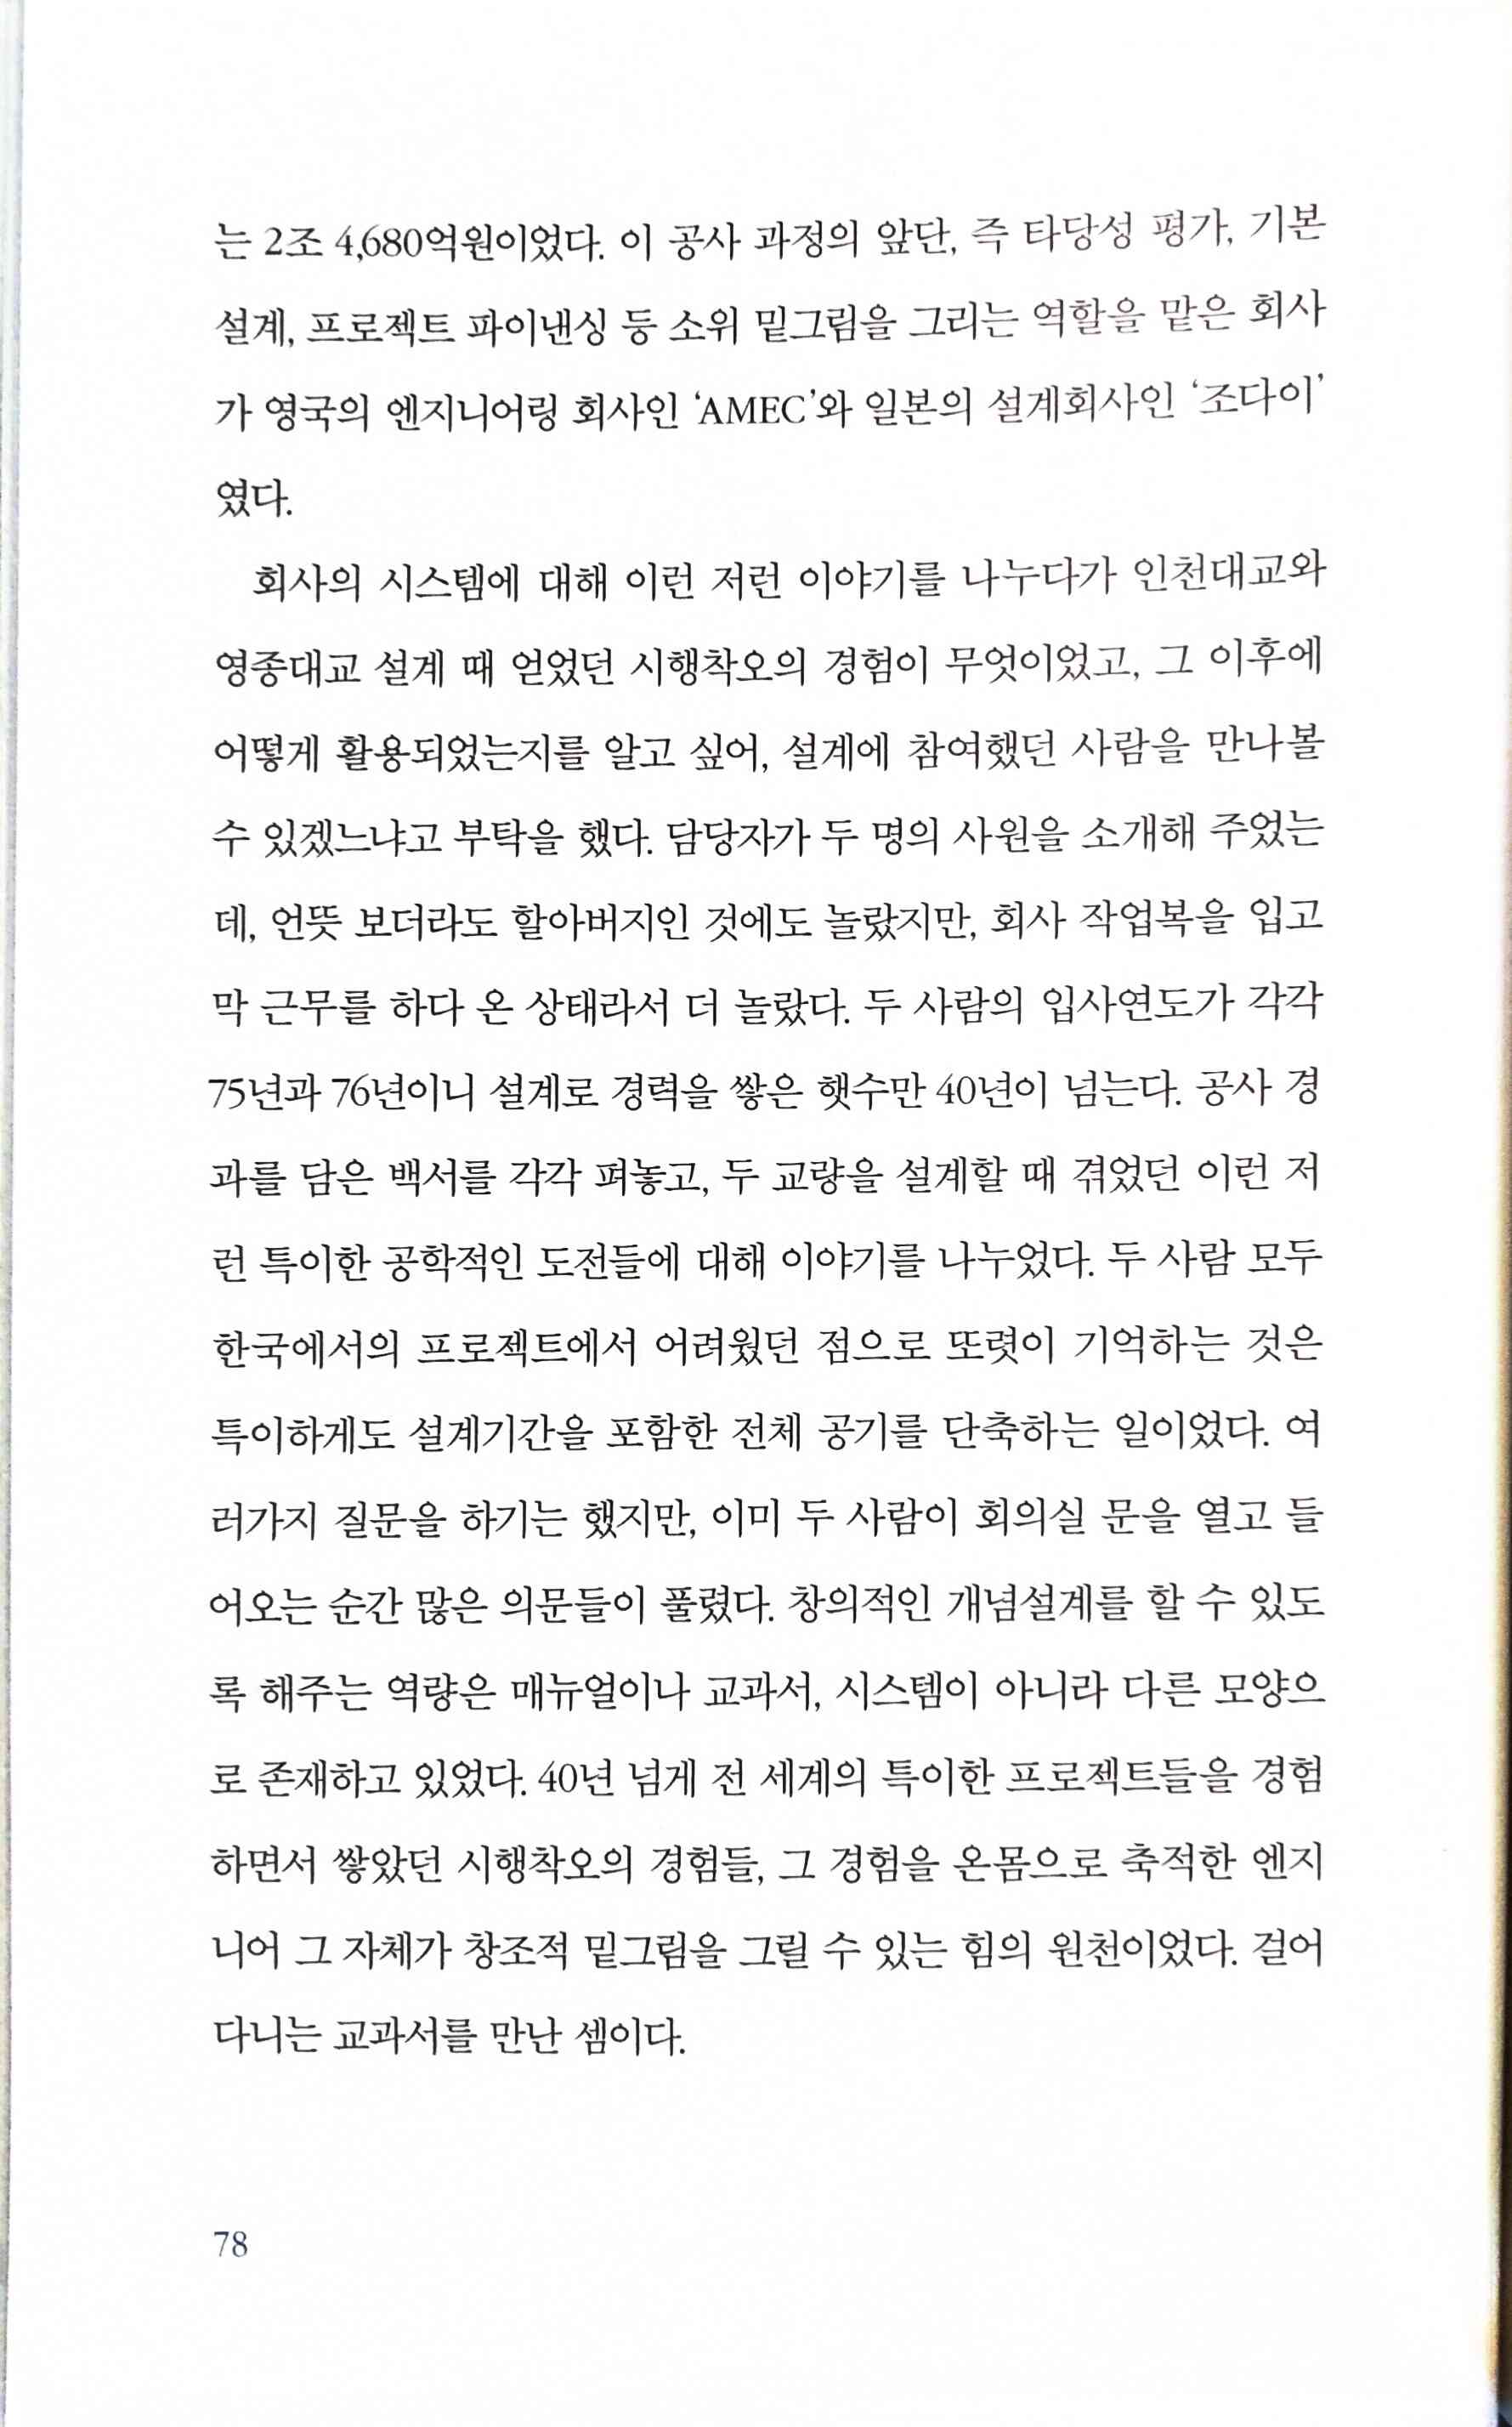 는 2조 4,680억원이었다. 이 공사 과정의 앞단, 즉 타당성 평가, 기본
설계, 프로젝트 파이낸싱 등 소위 밑그림을 그리는 역할을 맡은 회사
가 영국의 엔지니어링 회사인 ‘AMEC’와 일본의 설계회사인 ‘조다이’
였다.
회사의 시스템에 대해 이런 저런 이야기를 나누다가 인천대교와
영종대교 설계 때 얻었던 시행착오의 경험이 무엇이었고, 그 이후에
어떻게 활용되었는지를 알고 싶어, 설계에 참여했던 사람을 만나볼
수 있겠느냐고 부탁을 했다. 담당자가 두 명의 사원을 소개해 주었는
데, 언뜻 보더라도 할아버지인 것에도 놀랐지만, 회사 작업복을 입고
막 근무를 하다 온 상태라서 더 놀랐다. 두 사람의 입사연도가 각각
75년과 76년이니 설계로 경력을 쌓은 햇수만 40년이 넘는다. 공사 경
과를 담은 백서를 각각 펴놓고, 두 교량을 설계할 때 겪었던 이런 저
런 특이한 공학적인 도전들에 대해 이야기를 나누었다. 두 사람 모두
한국에서의 프로젝트에서 어려웠던 점으로 또렷이 기억하는 것은
특이하게도 설계기간을 포함한 전체 공기를 단축하는 일이었다. 여
러가지 질문을 하기는 했지만, 이미 두 사람이 회의실 문을 열고 들
어오는 순간 많은 의문들이 풀렸다. 창의적인 개념설계를 할 수 있도
록 해주는 역량은 매뉴얼이나 교과서, 시스템이 아니라 다른 모양으
로 존재하고 있었다. 40년 넘게 전 세계의 특이한 프로젝트들을 경험
하면서 쌓았던 시행착오의 경험들, 그 경험을 온몸으로 축적한 엔지
니어 그 자체가 창조적 밑그림을 그릴 수 있는 힘의 원천이었다. 걸어
다니는 교과서를 만난 셈이다.
78